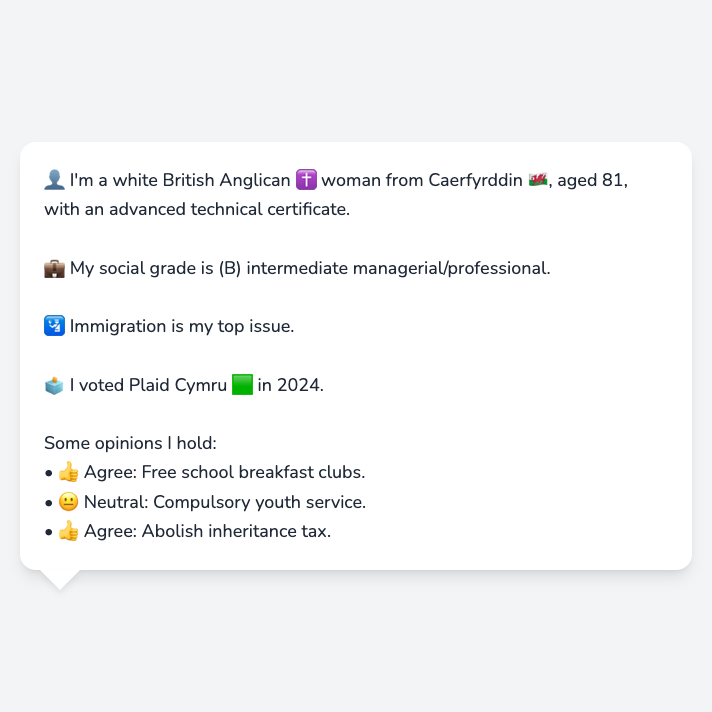 👤 I'm a white British Anglican ✝️ woman from Caerfyrddin 🏴󠁧󠁢󠁷󠁬󠁳󠁿, aged 81,
with an advanced technical certificate.
💼 My social grade is (B) intermediate managerial/professional.
🛂 Immigration is my top issue.
🗳️ I voted Plaid Cymru 🟩 in 2024.
Some opinions I hold:
• 👍 Agree: Free school breakfast clubs.
• 😐 Neutral: Compulsory youth service.
• 👍 Agree: Abolish inheritance tax.